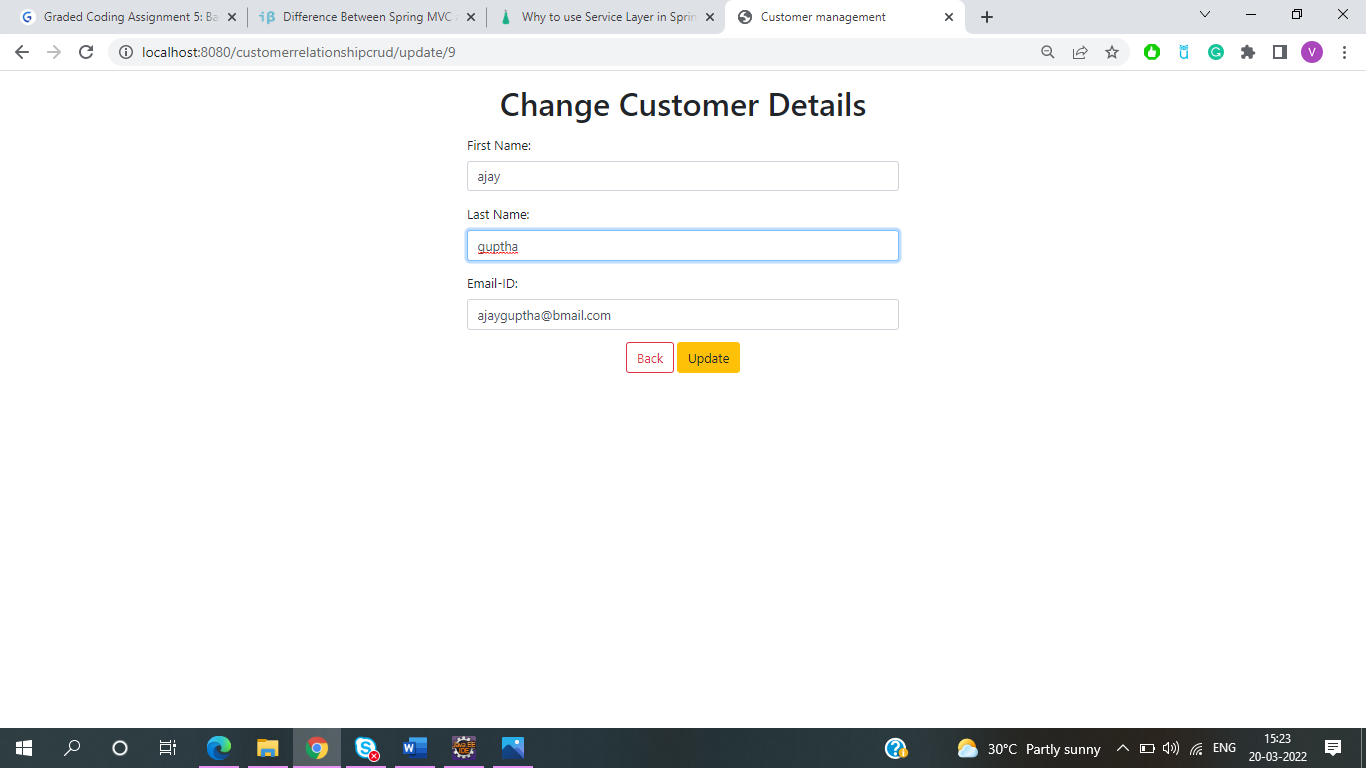 Graded Coding Assignment 5: Ba
Difference Between Spring MVC
Why to use Service Layer in Sprin
Customer management
localhost:8080/customerrelationshipcrud/update/9
V
Change Customer Details
First Name:
ajay
Last Name:
guptha
Email-ID:
ajayguptha@bmail.com
Back Update
30°C Partly sunny
ENG
15:23
20-03-2022